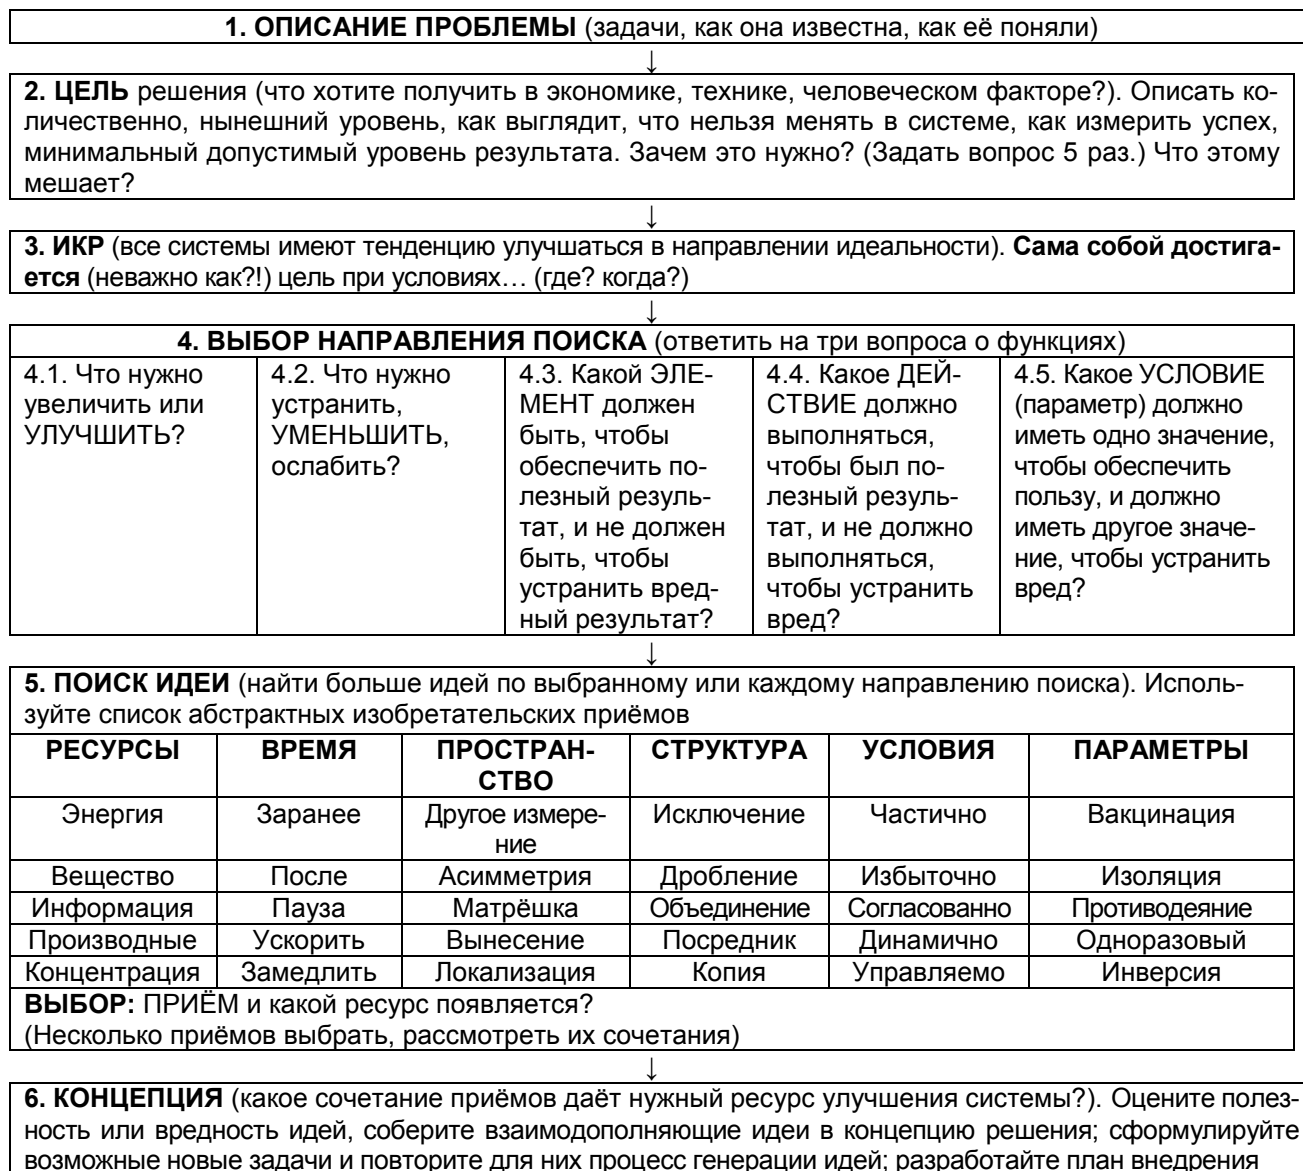 1. ОПИСАНИЕ ПРОБЛЕМЫ (задачи, как она известна, как её поняли)
↓
2. ЦЕЛЬ решения (что хотите получить в экономике, технике, человеческом факторе?). Описать ко-
личественно, нынешний уровень, как выглядит, что нельзя менять в системе, как измерить успех,
минимальный допустимый уровень результата. Зачем это нужно? (Задать вопрос 5 раз.) Что этому
мешает?
↓
3. ИКР (все системы имеют тенденцию улучшаться в направлении идеальности). Сама собой достига-
ется (неважно как?!) цель при условиях… (где? когда?)
↓
4. ВЫБОР НАПРАВЛЕНИЯ ПОИСКА (ответить на три вопроса о функциях)
4.1. Что нужно
увеличить или
УЛУЧШИТЬ?
4.2. Что нужно
устранить,
УМЕНЬШИТЬ,
ослабить?
4.3. Какой ЭЛЕ-
МЕНТ должен
быть, чтобы
обеспечить по-
лезный резуль-
тат, и не должен
быть, чтобы
устранить вред-
ный результат?
4.4. Какое ДЕЙ-
СТВИЕ должно
выполняться,
чтобы был по-
лезный резуль-
тат, и не должно
выполняться,
чтобы устранить
вред?
4.5. Какое УСЛОВИЕ
(параметр) должно
иметь одно значение,
чтобы обеспечить
пользу, и должно
иметь другое значе-
ние, чтобы устранить
вред?
↓
5. ПОИСК ИДЕИ (найти больше идей по выбранному или каждому направлению поиска). Исполь-
зуйте список абстрактных изобретательских приёмов
РЕСУРСЫ ВРЕМЯ ПРОСТРАН- СТРУКТУРА УСЛОВИЯ ПАРАМЕТРЫ
СТВО
Энергия Заранее Другое измере- Исключение Частично Вакцинация
ние
Вещество После Асимметрия Дробление Избыточно Изоляция
Информация Пауза Матрёшка Объединение Согласованно Противодеяние
Производные Ускорить Вынесение Посредник Динамично Одноразовый
Концентрация Замедлить Локализация Копия Управляемо Инверсия
ВЫБОР: ПРИЁМ и какой ресурс появляется?
(Несколько приёмов выбрать, рассмотреть их сочетания)
↓
6. КОНЦЕПЦИЯ (какое сочетание приёмов даёт нужный ресурс улучшения системы?). Оцените полез-
ность или вредность идей, соберите взаимодополняющие идеи в концепцию решения; сформулируйте
возможные новые задачи и повторите для них процесс генерации идей; разработайте план внедрения